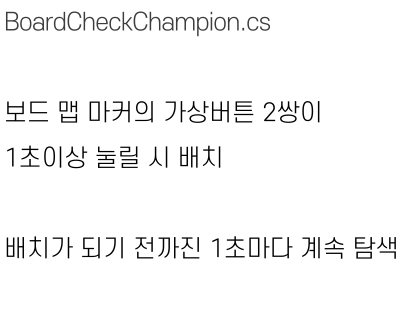 BoardCheckChampion.cs
보드 맵 마커의 가상버튼 2쌍이
1초이상 눌릴 시 배치
배치가 되기 전까진 1초마다 계속 탐색